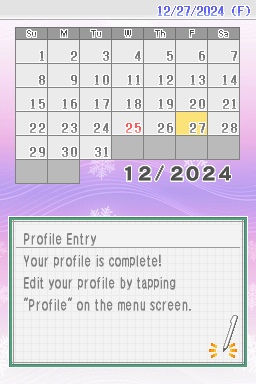 12/27/2024 (F)
Su M Tu W Th F Sa
1 2 3 4 5 6 7
8 9 10 11 12 13 14
15 16 17 18 19 20 21
22 23 24 25 26 27 28
29 30 31
12/2024
Profile Entry
Your profile is complete!
Edit your profile by tapping
"Profile" on the menu screen.